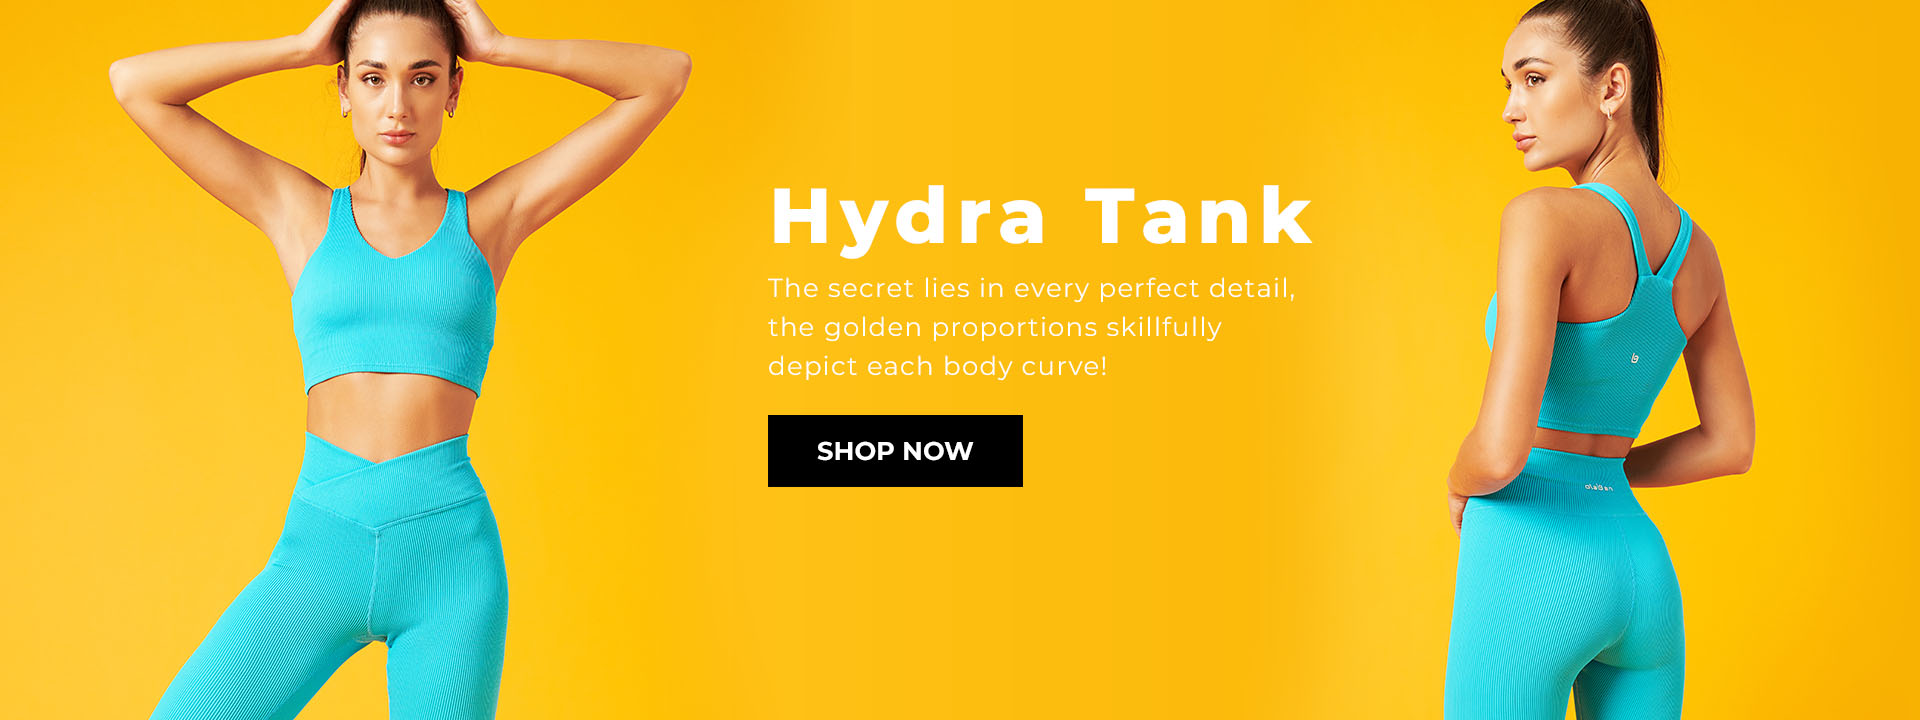 Hydra Tank
The secret lies in every perfect detail,
the golden proportions skillfully
depict each body curve!
SHOP NOW